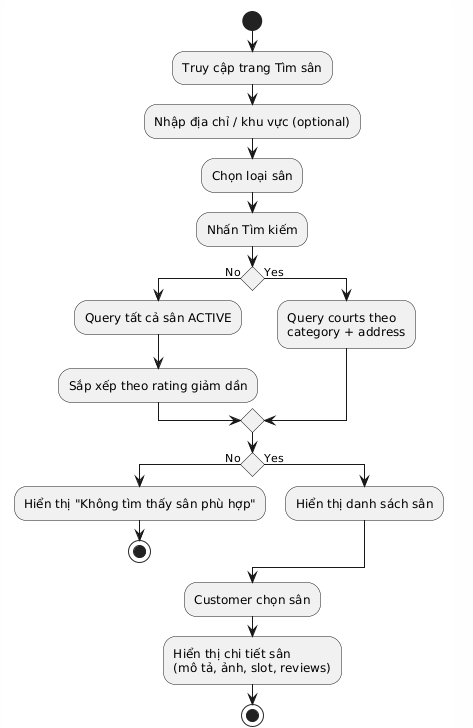 Truy cập trang Tìm sân
Nhập địa chỉ / khu vực (optional)
Chọn loại sân
Nhấn Tìm kiếm
No
Yes
Query tất cả sân ACTIVE
Query courts theo
category + address
Sắp xếp theo rating giảm dần
No
Yes
Hiển thị "Không tìm thấy sân phù hợp"
Hiển thị danh sách sân
Customer chọn sân
Hiển thị chi tiết sân
(mô tả, ảnh, slot, reviews)